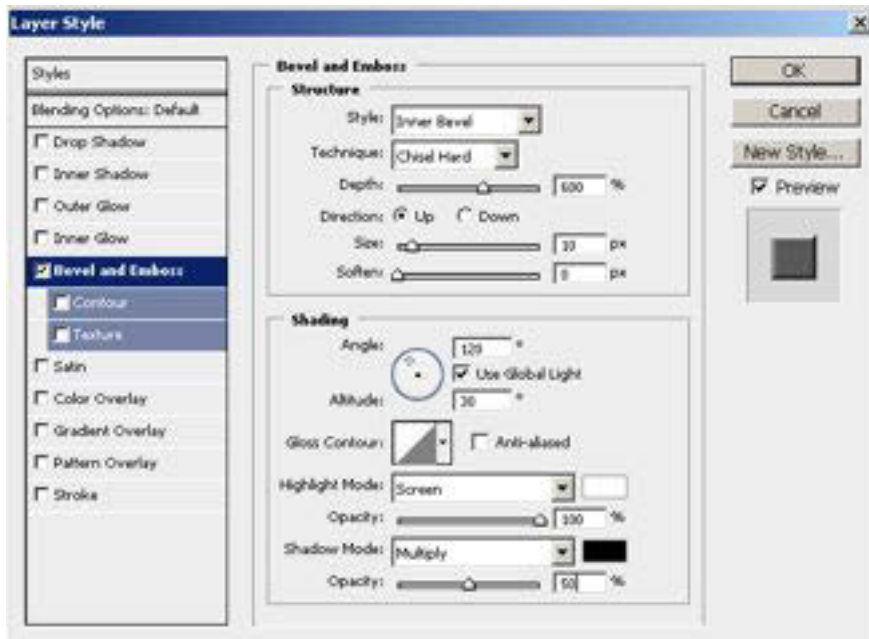 Layer Style
Styles
Blending Options: Default
Drop Shadow
Inner Shadow
Outer Glow
Inner Glow
Bevel and Emboss
Contour
Texture
Satin
Color Overlay
Gradient Overlay
Pattern Overlay
Stroke
Bevel and Emboss
Structure
Style: Inner Bevel
Technique: Chisel Hard
Depth: 600 %
Direction: Up Down
Size: 10 px
Soften: 0 px
Shading
Angle: 120 °
Use Global Light
Altitude: 30 °
Gloss Contour: Anti-aliased
Highlight Mode: Screen
Opacity: 100 %
Shadow Mode: Multiply
Opacity: 50 %
OK
Cancel
New Style...
Preview